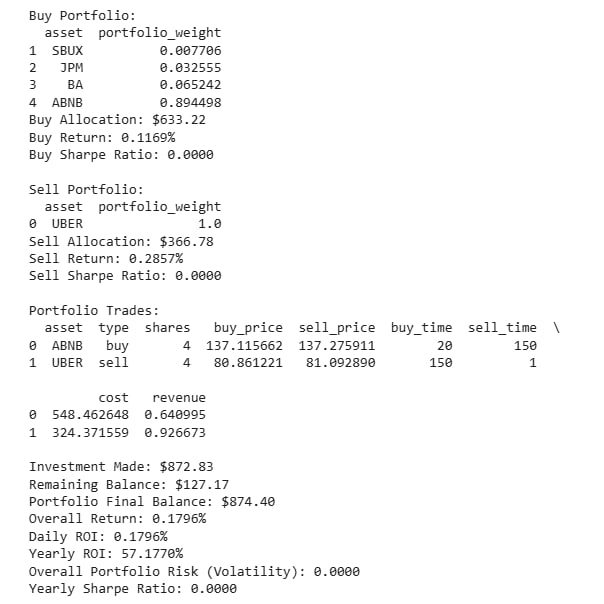 Buy Portfolio:
asset portfolio_weight
1 SBUX 0.007706
2 JPM 0.032555
3 BA 0.065242
4 ABNB 0.894498
Buy Allocation: $633.22
Buy Return: 0.1169%
Buy Sharpe Ratio: 0.0000
Sell Portfolio:
asset portfolio_weight
0 UBER 1.0
Sell Allocation: $366.78
Sell Return: 0.2857%
Sell Sharpe Ratio: 0.0000
Portfolio Trades:
asset type shares buy_price sell_price buy_time sell_time \
0 ABNB buy 4 137.115662 137.275911 20 150
1 UBER sell 4 80.861221 81.092890 150 1
cost revenue
0 548.462648 0.640995
1 324.371559 0.926673
Investment Made: $872.83
Remaining Balance: $127.17
Portfolio Final Balance: $874.40
Overall Return: 0.1796%
Daily ROI: 0.1796%
Yearly ROI: 57.1770%
Overall Portfolio Risk (Volatility): 0.0000
Yearly Sharpe Ratio: 0.0000